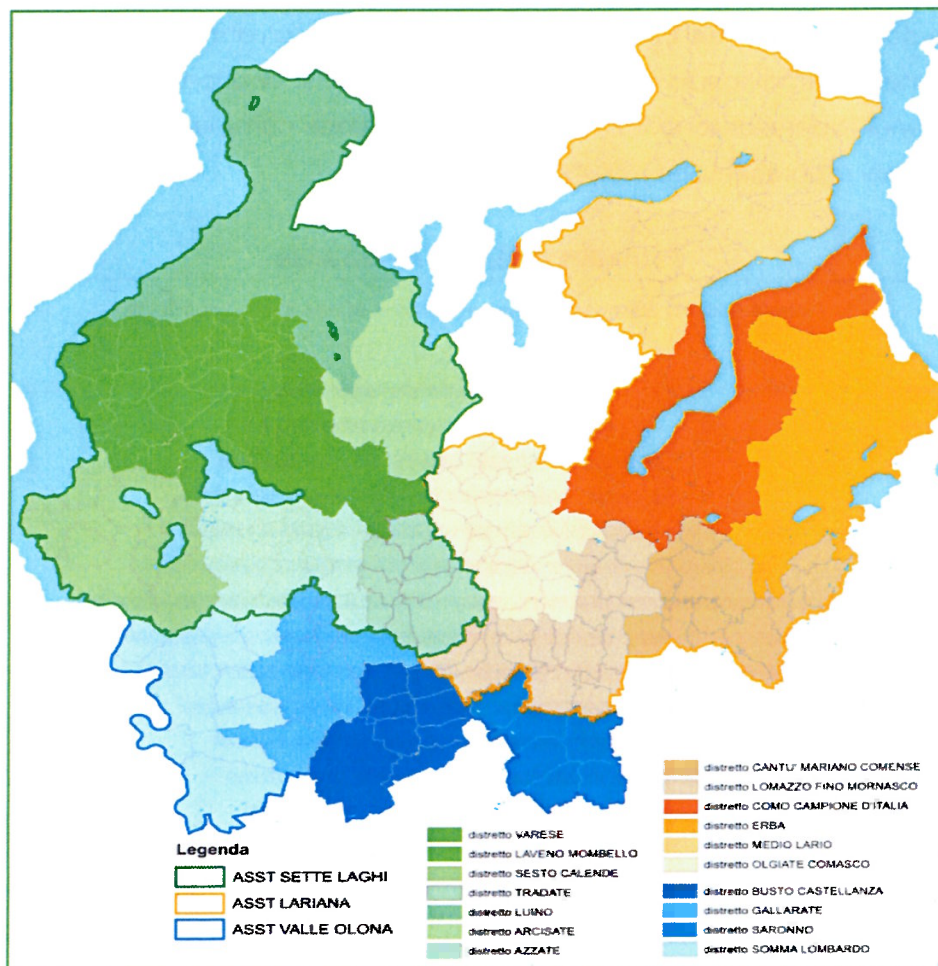 Legenda
ASST SETTE LAGHI
ASST LARIANA
ASST VALLE OLONA
distretto VARESE
distretto LAVENO MOMBELLO
distretto SESTO CALENDE
distretto TRADATE
distretto LUINO
distretto ARCISATE
distretto AZZATE
distretto CANTU' MARIANO COMENSE
distretto LOMAZZO FINO MORNASCO
distretto COMO CAMPIONE D'ITALIA
distretto ERBA
distretto MEDIO LARIO
distretto OLGIATE COMASCO
distretto BUSTO CASTELLANZA
distretto GALLARATE
distretto SARONNO
distretto SOMMA LOMBARDO